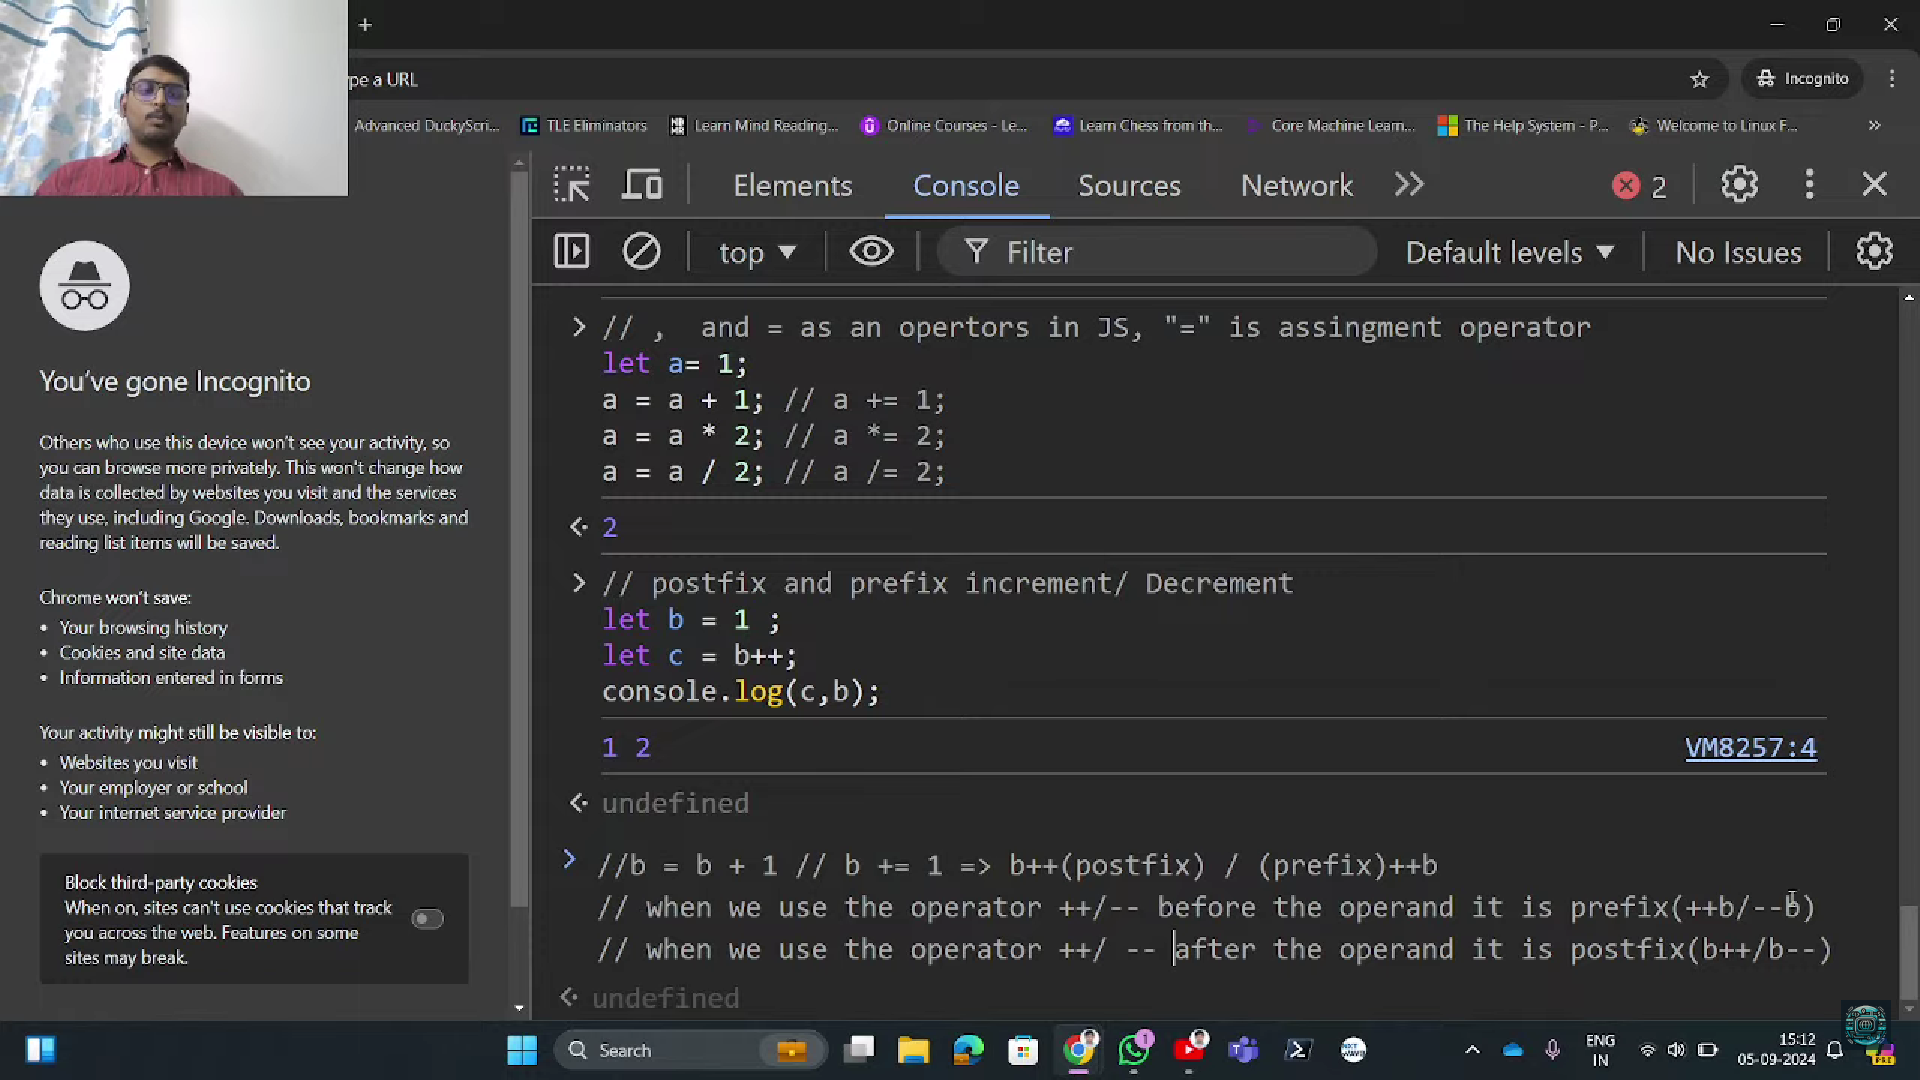 pe a URL
Incognito
Advanced DuckyScri...
TLE Eliminators
Learn Mind Reading...
Online Courses - Le...
Learn Chess from th...
Core Machine Learn...
The Help System - P...
Welcome to Linux F...
Elements
Console
Sources
Network
2
top
Filter
Default levels
No Issues
You've gone Incognito
Others who use this device won't see your activity, so
you can browse more privately. This won't change how
data is collected by websites you visit and the services
they use, including Google. Downloads, bookmarks and
reading list items will be saved.
Chrome won't save:
• Your browsing history
• Cookies and site data
• Information entered in forms
Your activity might still be visible to:
• Websites you visit
• Your employer or school
• Your internet service provider
Block third-party cookies
When on, sites can't use cookies that track
you across the web. Features on some
sites may break.
// , and = as an opertors in JS, "=" is assingment operator
let a= 1;
a = a + 1; // a += 1;
a = a * 2; // a *= 2;
a = a / 2; // a /= 2;
2
// postfix and prefix increment/ Decrement
let b = 1 ;
let c = b++;
console.log(c,b);
1 2
VM8257:4
undefined
//b = b + 1 // b += 1 => b++(postfix) / (prefix)++b
// when we use the operator ++/-- before the operand it is prefix(++b/--b)
// when we use the operator ++/ -- after the operand it is postfix(b++/b--)
undefined
Search
1
NXT
WAVE
ENG
IN
15:12
05-09-2024
PRE